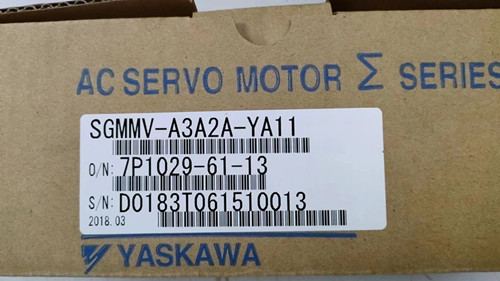 AC SERVO MOTOR Σ SERIES
SGMMV-A3A2A-YA11
O/N: 7P1029-61-13
S/N: D0183T061510013
2018.03
YASKAWA